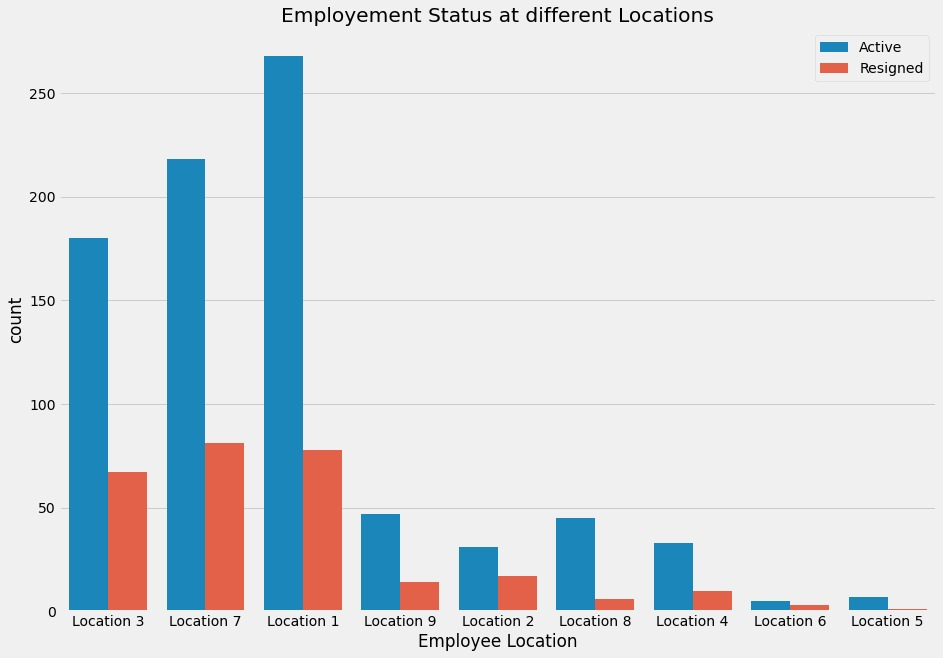 Employement Status at different Locations
Active
Resigned
250
200
150
100
50
0
count
Location 3 Location 7 Location 1 Location 9 Location 2 Location 8 Location 4 Location 6 Location 5
Employee Location